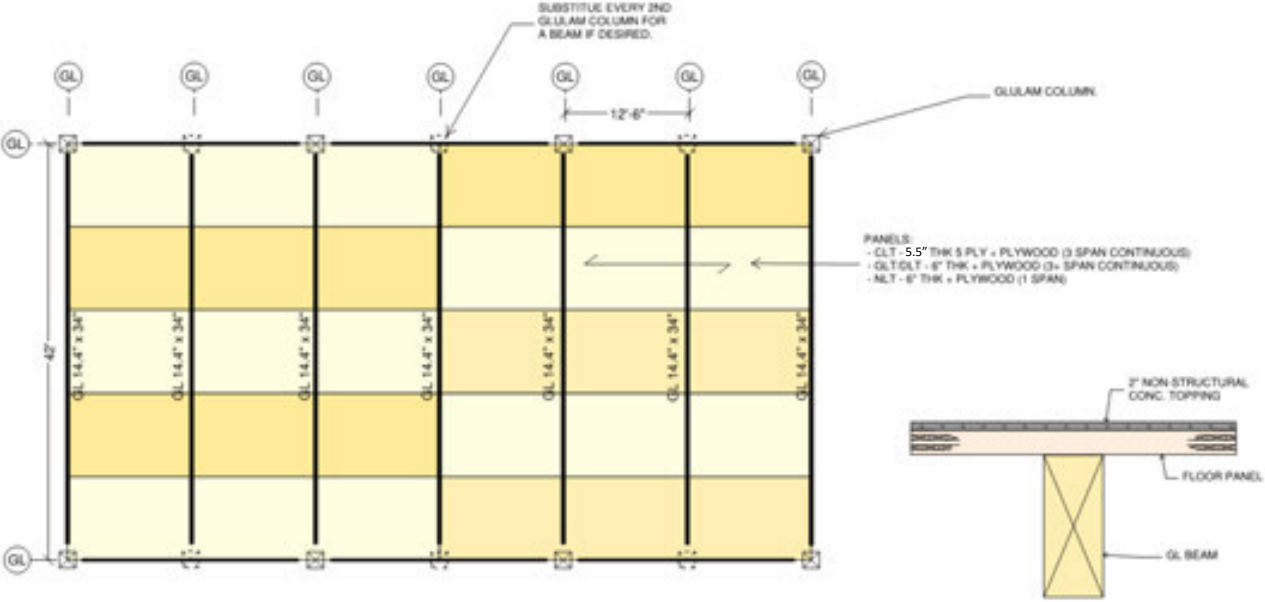 SUBSTITUE EVERY 2ND
GLULAM COLUMN FOR
A BEAM IF DESIRED.
GL GL GL GL GL GL GL
GLULAM COLUMN.
12'-6"
GL
PANELS:
- CLT - 5.5" THK 5 PLY + PLYWOOD (3 SPAN CONTINUOUS)
- GLT/DLT - 6" THK + PLYWOOD (3+ SPAN CONTINUOUS)
- NLT - 6" THK + PLYWOOD (1 SPAN)
42'
GL 14.4" x 34"
GL 14.4" x 34"
GL 14.4" x 34"
GL 14.4" x 34"
GL 14.4" x 34"
GL 14.4" x 34"
GL 14.4" x 34"
2" NON-STRUCTURAL
CONC. TOPPING
FLOOR PANEL
GL BEAM
GL